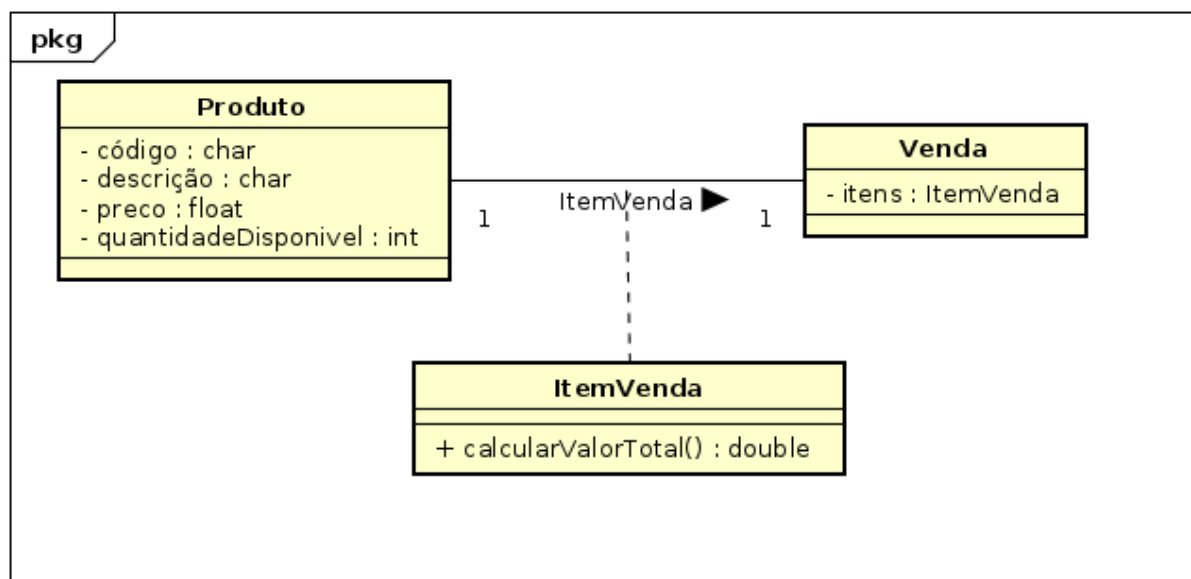 pkg
Produto
- código : char
- descrição : char
- preco : float
- quantidadeDisponivel : int
1
ItemVenda
1
Venda
- itens : ItemVenda
ItemVenda
+ calcularValorTotal() : double